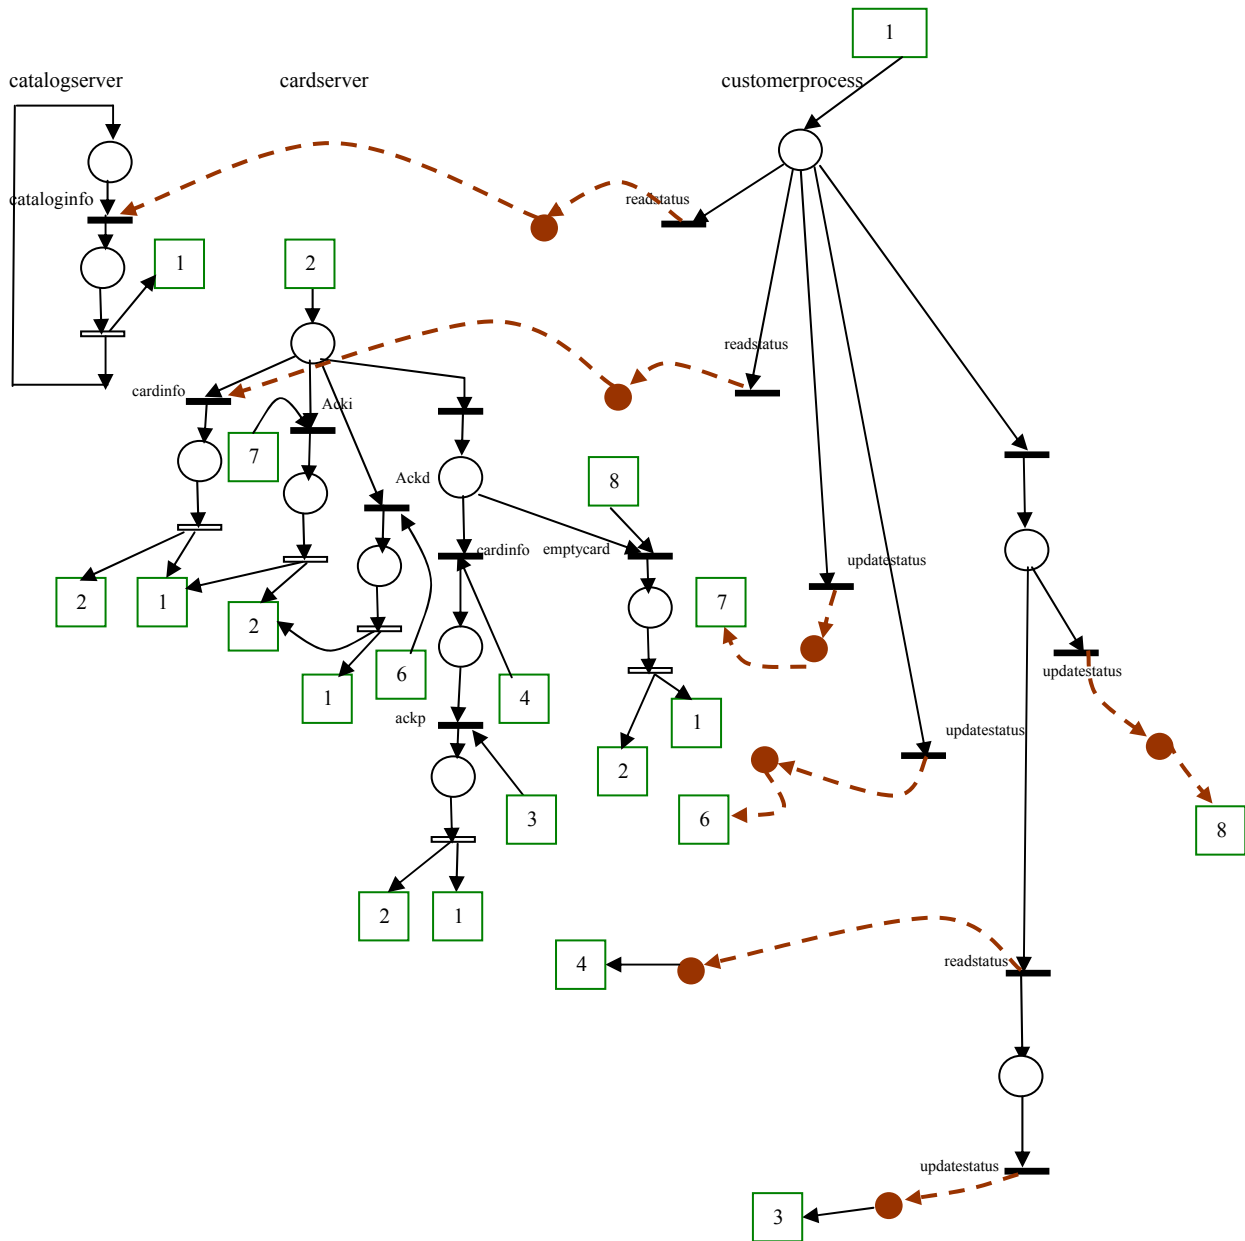 1
catalogserver
cardserver
customerprocess
cataloginfo
readstatus
1
2
readstatus
cardinfo
Acki
7
Ackd
8
cardinfo
emptycard
updatestatus
2
1
2
7
6
1
4
updatestatus
ackp
1
updatestatus
2
3
6
8
2
1
4
readstatus
updatestatus
3